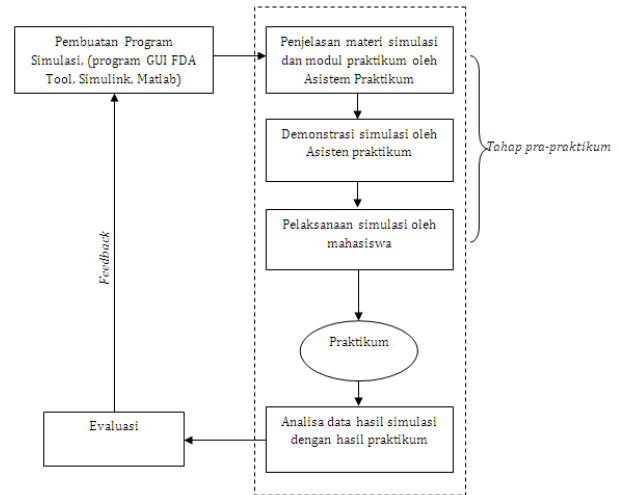 Pembuatan Program
Simulasi, (program GUI FDA
Tool, Simulink, Matlab)
Penjelasan materi simulasi
dan modul praktikum oleh
Asistem Praktikum
Demonstrasi simulasi oleh
Asisten praktikum
Tahap pra-praktikum
Pelaksanaan simulasi oleh
mahasiswa
Feedback
Praktikum
Analisa data hasil simulasi
dengan hasil praktikum
Evaluasi